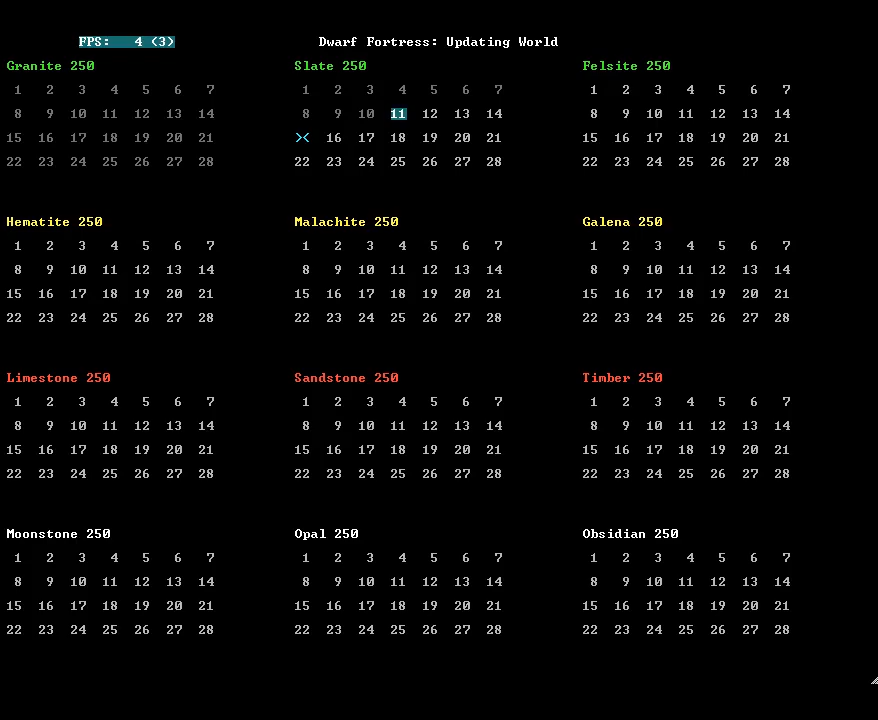 FPS: 4 (3) Dwarf Fortress: Updating World
Granite 250 Slate 250 Felsite 250
1 2 3 4 5 6 7 1 2 3 4 5 6 7 1 2 3 4 5 6 7
8 9 10 11 12 13 14 8 9 10 11 12 13 14 8 9 10 11 12 13 14
15 16 17 18 19 20 21 >< 16 17 18 19 20 21 15 16 17 18 19 20 21
22 23 24 25 26 27 28 22 23 24 25 26 27 28 22 23 24 25 26 27 28
Hematite 250 Malachite 250 Galena 250
1 2 3 4 5 6 7 1 2 3 4 5 6 7 1 2 3 4 5 6 7
8 9 10 11 12 13 14 8 9 10 11 12 13 14 8 9 10 11 12 13 14
15 16 17 18 19 20 21 15 16 17 18 19 20 21 15 16 17 18 19 20 21
22 23 24 25 26 27 28 22 23 24 25 26 27 28 22 23 24 25 26 27 28
Limestone 250 Sandstone 250 Timber 250
1 2 3 4 5 6 7 1 2 3 4 5 6 7 1 2 3 4 5 6 7
8 9 10 11 12 13 14 8 9 10 11 12 13 14 8 9 10 11 12 13 14
15 16 17 18 19 20 21 15 16 17 18 19 20 21 15 16 17 18 19 20 21
22 23 24 25 26 27 28 22 23 24 25 26 27 28 22 23 24 25 26 27 28
Moonstone 250 Opal 250 Obsidian 250
1 2 3 4 5 6 7 1 2 3 4 5 6 7 1 2 3 4 5 6 7
8 9 10 11 12 13 14 8 9 10 11 12 13 14 8 9 10 11 12 13 14
15 16 17 18 19 20 21 15 16 17 18 19 20 21 15 16 17 18 19 20 21
22 23 24 25 26 27 28 22 23 24 25 26 27 28 22 23 24 25 26 27 28